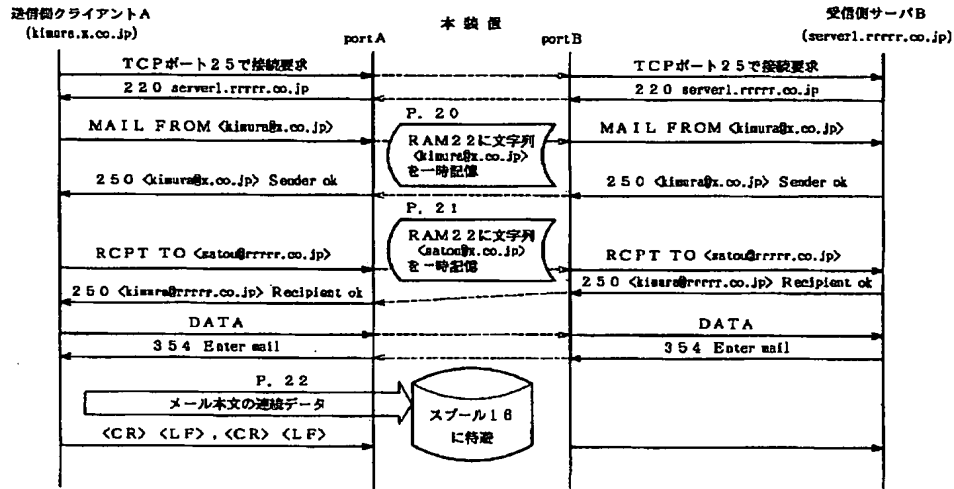 送信側クライアントA
(kimura.x.co.jp)
本装置
受信側サーバB
(server1.rrrrr.co.jp)
portA
portB
TCPポート25で接続要求
TCPポート25で接続要求
220 server1.rrrrr.co.jp
220 server1.rrrrr.co.jp
P. 20
MAIL FROM <kimura@x.co.jp>
RAM22に文字列
<kimura@x.co.jp>
を一時記憶
MAIL FROM <kimura@x.co.jp>
250 <kimura@x.co.jp> Sender ok
250 <kimura@x.co.jp> Sender ok
P. 21
RAM22に文字列
<satou@x.co.jp>
を一時記憶
RCPT TO <satou@rrrrr.co.jp>
RCPT TO <satou@rrrrr.co.jp>
250 <kimura@rrrrr.co.jp> Recipient ok
250 <kimura@rrrrr.co.jp> Recipient ok
DATA
DATA
354 Enter mail
354 Enter mail
P. 22
メール本文の連続データ
スプール16
に待避
<CR> <LF>.<CR> <LF>